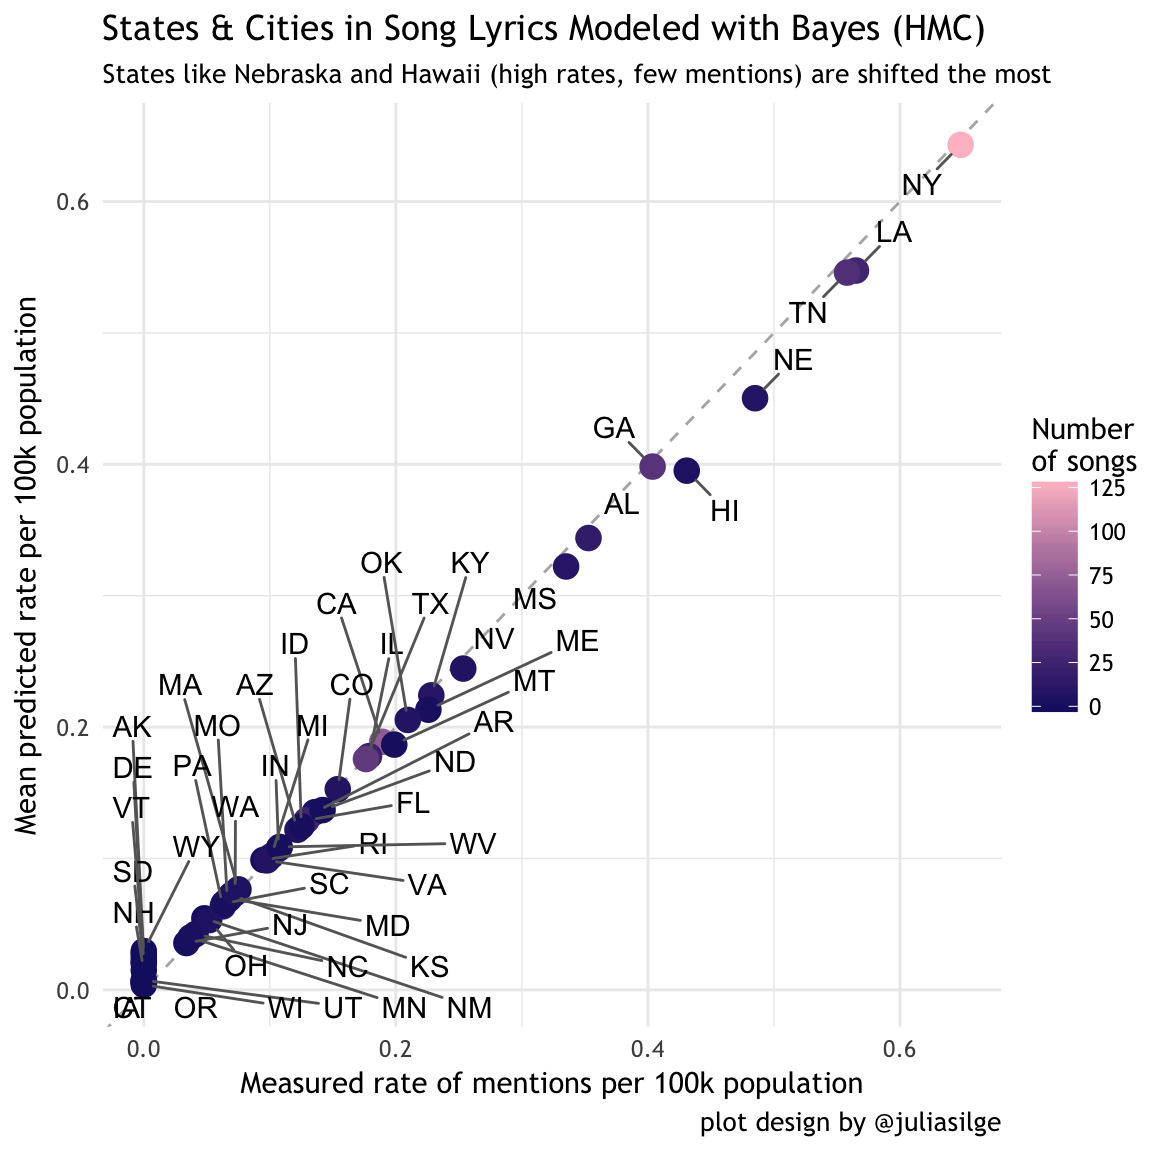 States & Cities in Song Lyrics Modeled with Bayes (HMC)
States like Nebraska and Hawaii (high rates, few mentions) are shifted the most
Mean predicted rate per 100k population
0.6
0.4
0.2
0.0
NY
LA
TN
NE
GA
HI
AL
MS
OK
KY
CA
TX
ID
IL
NV
ME
MA
AZ
CO
MT
AK
MO
MI
AR
DE
PA
IN
ND
VT
WA
FL
WY
RI
WV
SD
SC
VA
NH
NJ
MD
OH
NC
KS
OR
WI
UT
MN
NM
0.0
0.2
0.4
0.6
Measured rate of mentions per 100k population
Number
of songs
125
100
75
50
25
0
plot design by @juliasilge